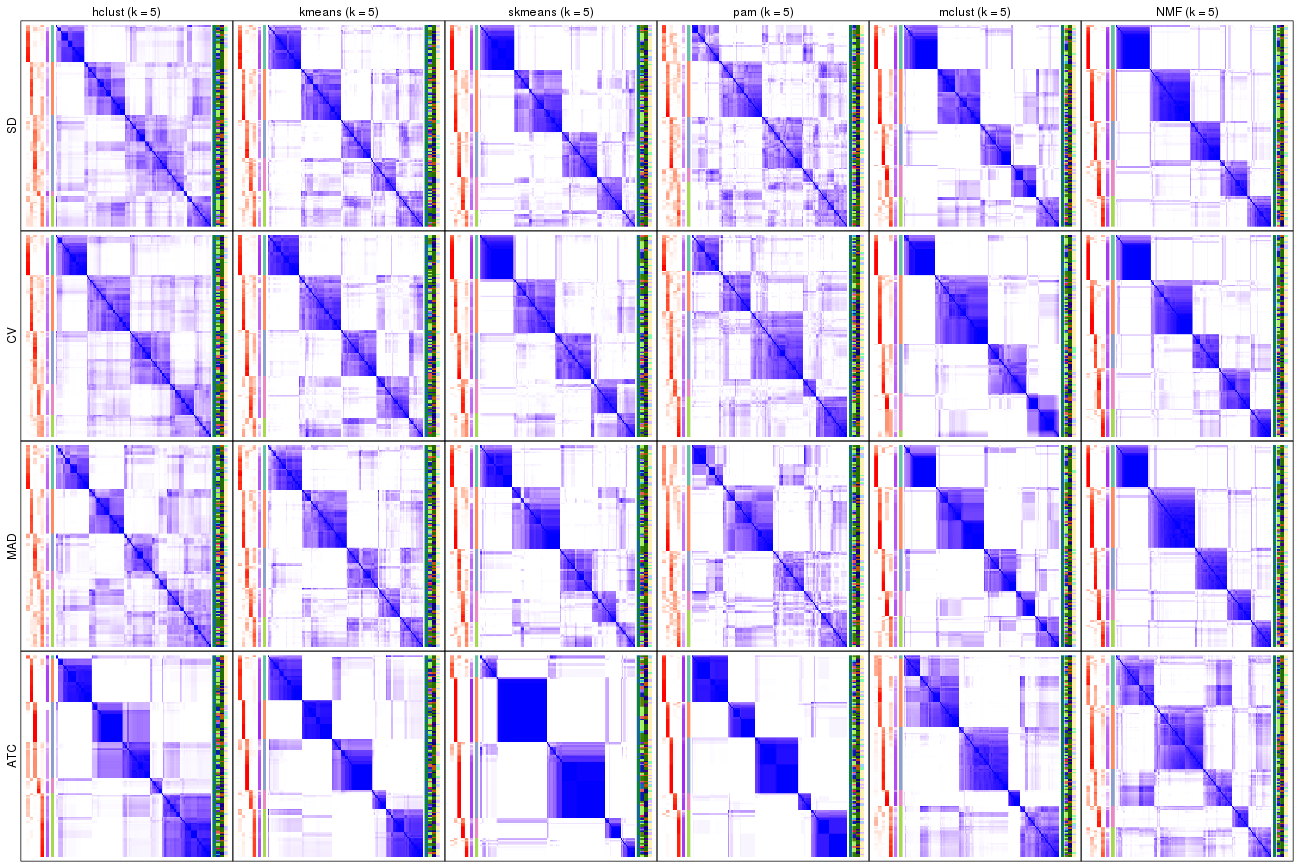 hclust (k = 5) kmeans (k = 5) skmeans (k = 5) pam (k = 5) mclust (k = 5) NMF (k = 5)
SD
CV
MAD
ATC